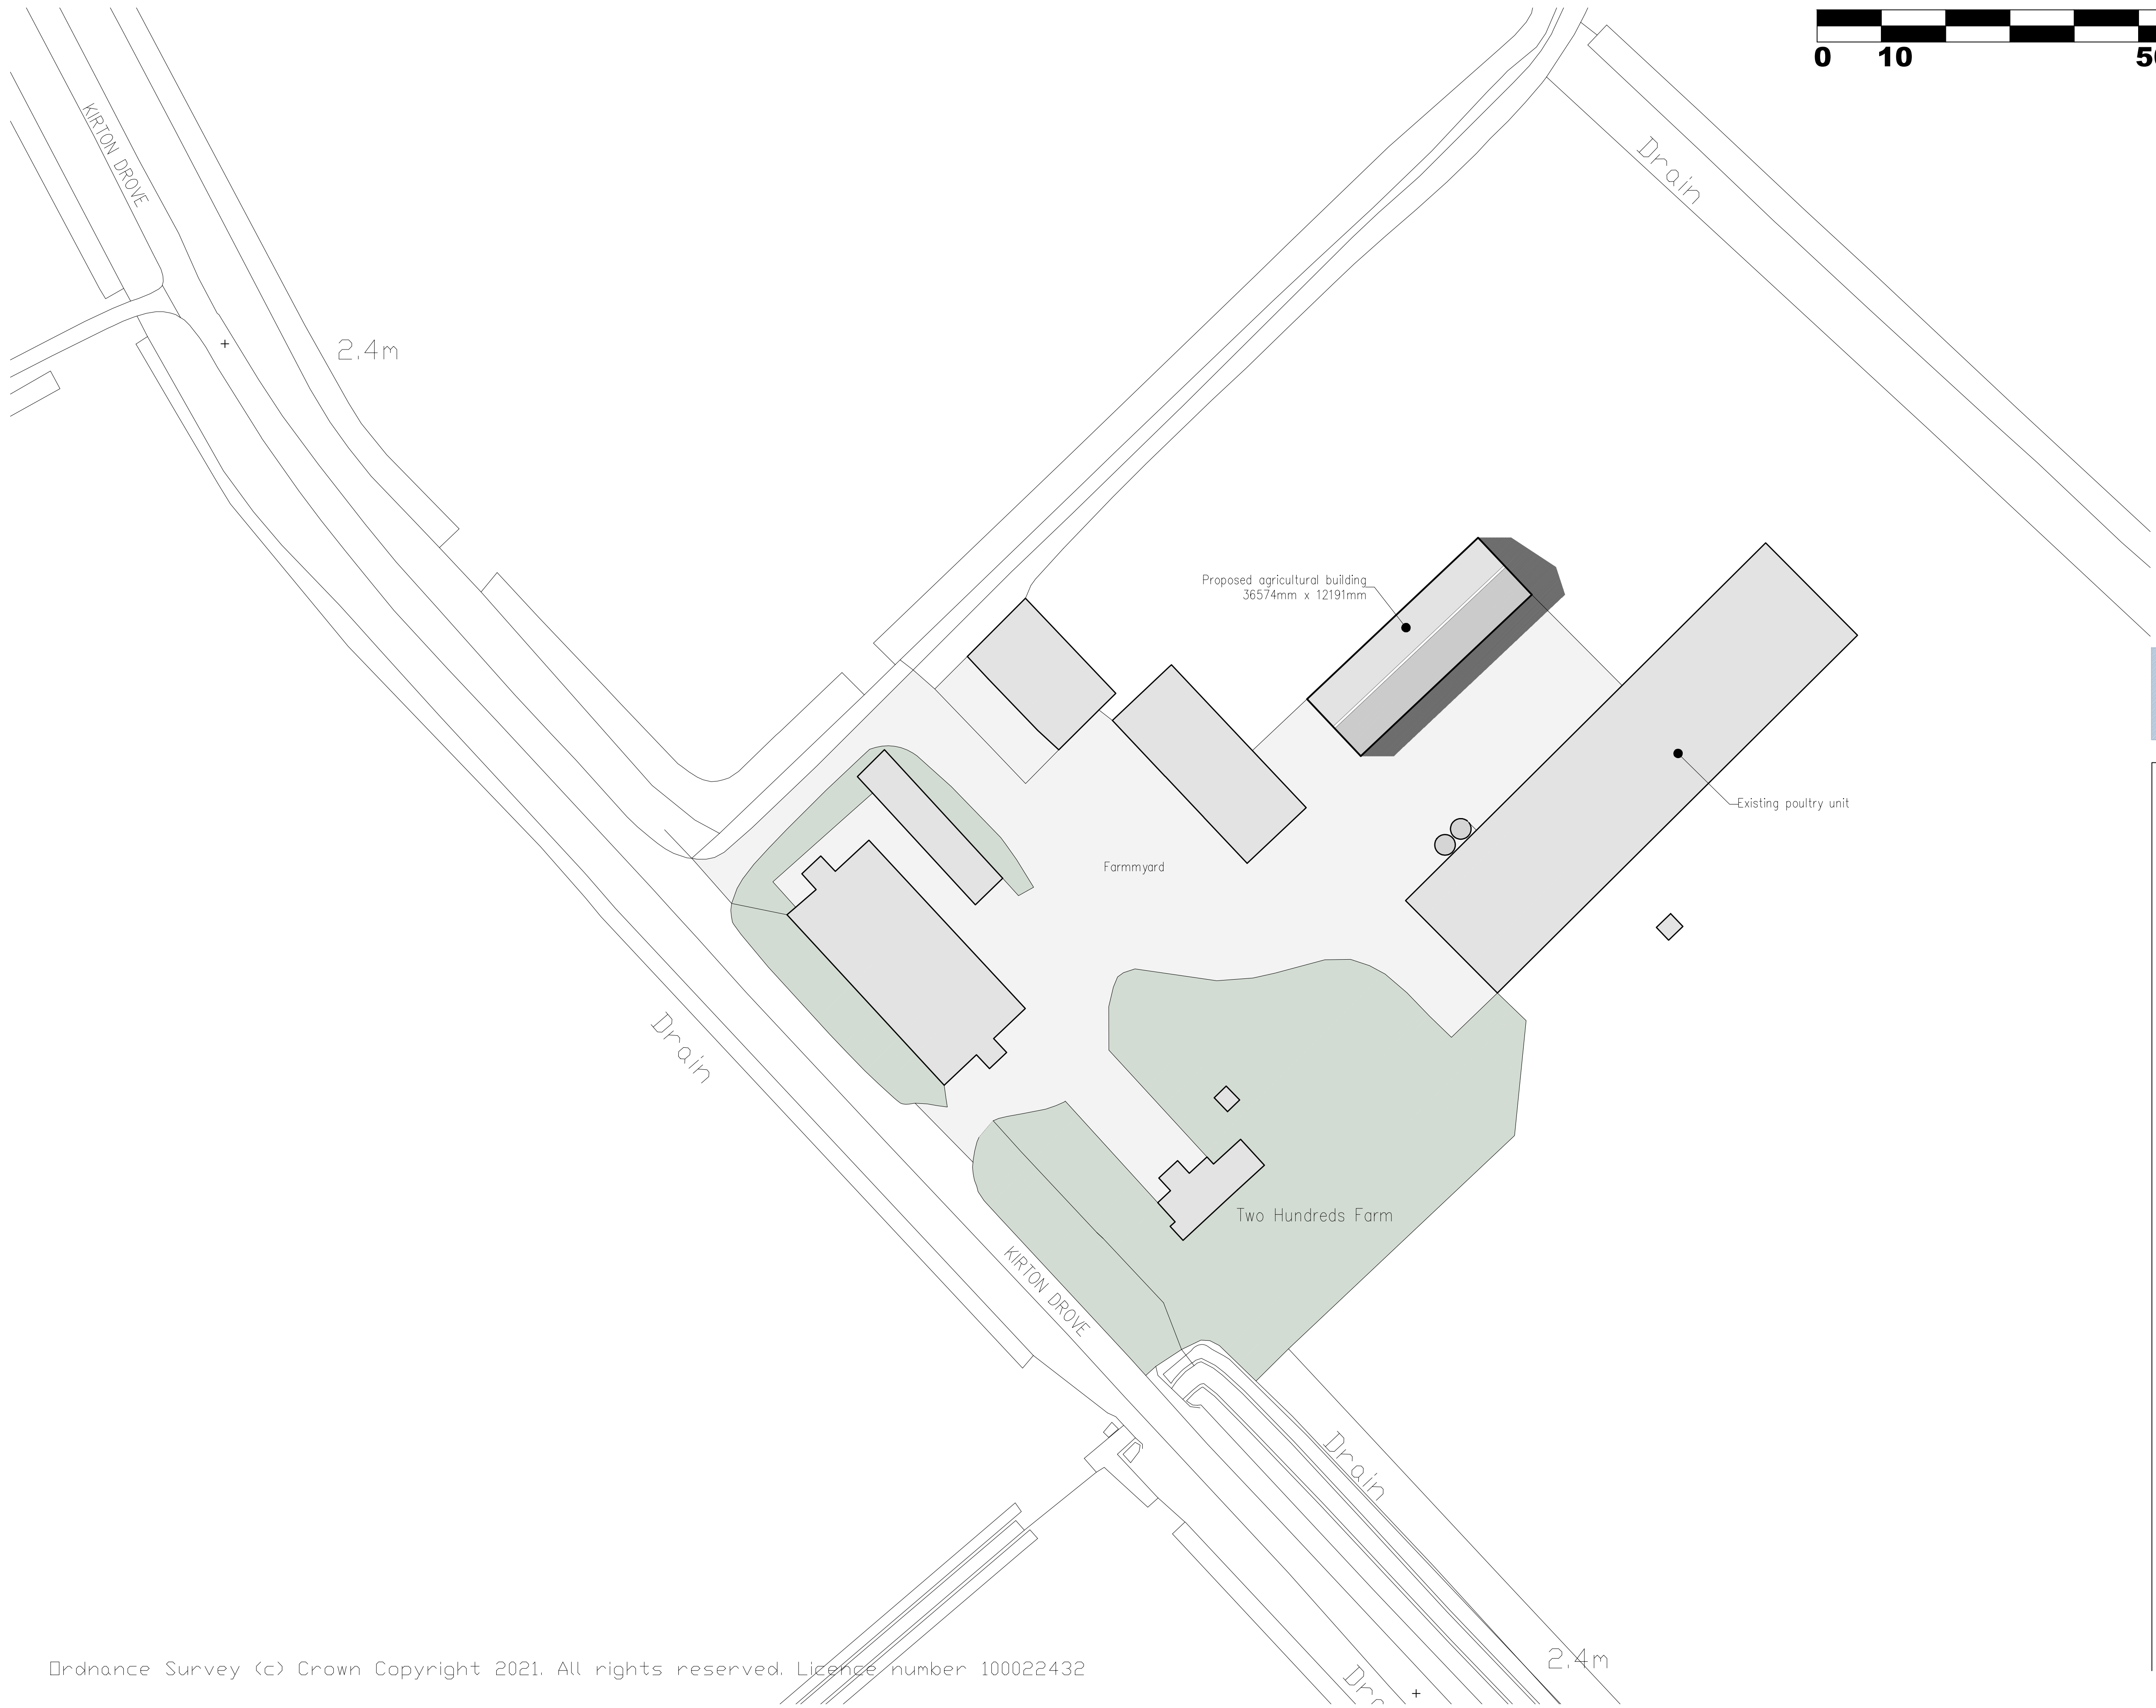 0 10
KIRTON DROVE
Drain
2.4m
Proposed agricultural building
36574mm x 12191mm
Existing poultry unit
Farmmyard
Drain
Two Hundreds Farm
KIRTON DROVE
Drain
2.4m
Ordnance Survey (c) Crown Copyright 2021. All rights reserved. Licence number 100022432